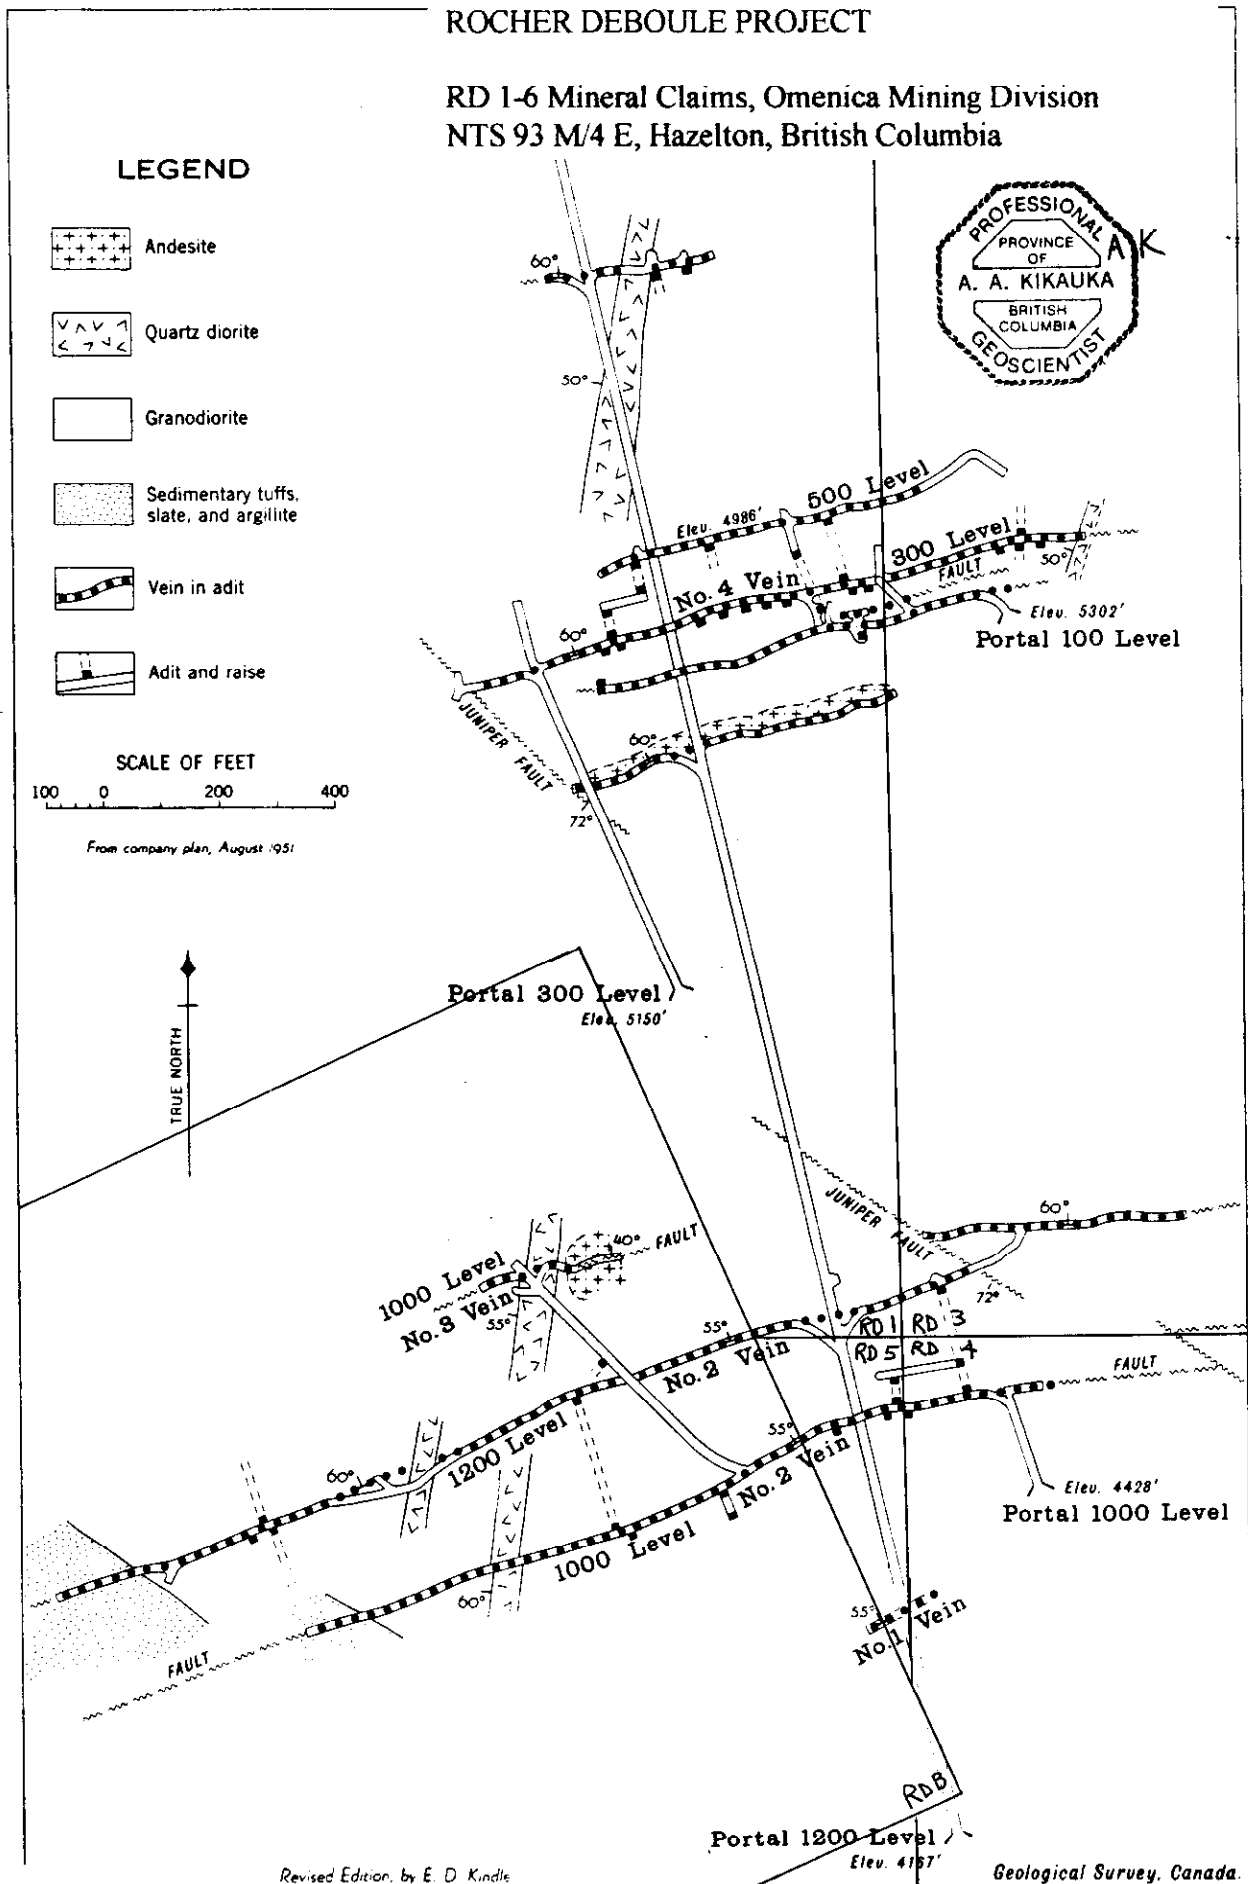 ROCHER DEBOULE PROJECT
RD 1-6 Mineral Claims, Omenica Mining Division
NTS 93 M/4 E, Hazelton, British Columbia
LEGEND
Andesite
Quartz diorite
Granodiorite
Sedimentary tuffs,
slate, and argillite
Vein in adit
Adit and raise
SCALE OF FEET
100 0 200 400
From company plan, August 1951
TRUE NORTH
PROFESSIONAL
PROVINCE
OF
A. A. KIKAUKA
BRITISH
COLUMBIA
GEOSCIENTIST
A K
60°
50°
500 Level
Elev. 4986'
300 Level
FAULT
50°
No. 4 Vein
Elev. 5302'
Portal 100 Level
60°
JUNIPER FAULT
60°
72°
Portal 300 Level
Elev. 5150'
JUNIPER FAULT
60°
72°
40°
FAULT
1000 Level
No. 3 Vein
55°
55°
No. 2 Vein
RD 1 RD 3
RD 5 RD 4
FAULT
1200 Level
60°
55°
No. 2 Vein
Elev. 4428'
Portal 1000 Level
1000 Level
60°
55°
No. 1 Vein
FAULT
RDB
Portal 1200 Level
Elev. 4167'
Revised Edition, by E. D. Kindle
Geological Survey, Canada.